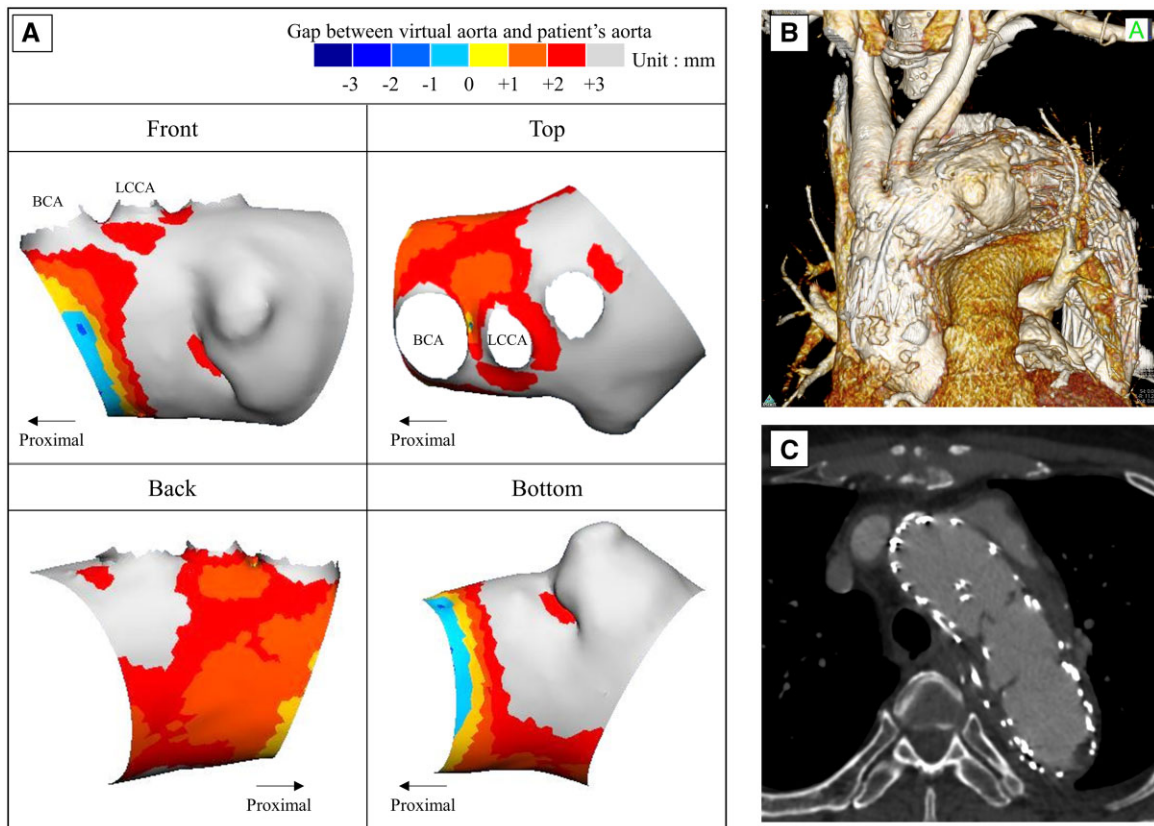 A
Gap between virtual aorta and patient's aorta
Unit : mm
-3 -2 -1 0 +1 +2 +3
Front
Top
BCA
LCCA
Proximal
BCA
LCCA
Proximal
Back
Bottom
Proximal
Proximal
B
A
C